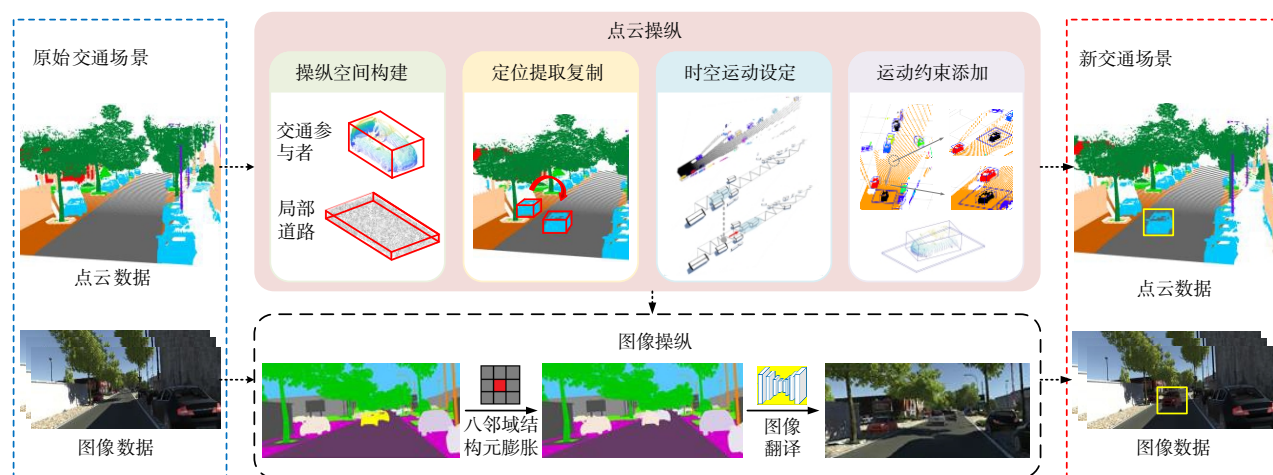 原始交通场景
点云数据
图像数据
点云操纵
操纵空间构建
交通参
与者
局部
道路
定位提取复制
时空运动设定
运动约束添加
图像操纵
八邻域结
构元膨胀
图像
翻译
新交通场景
点云数据
图像数据